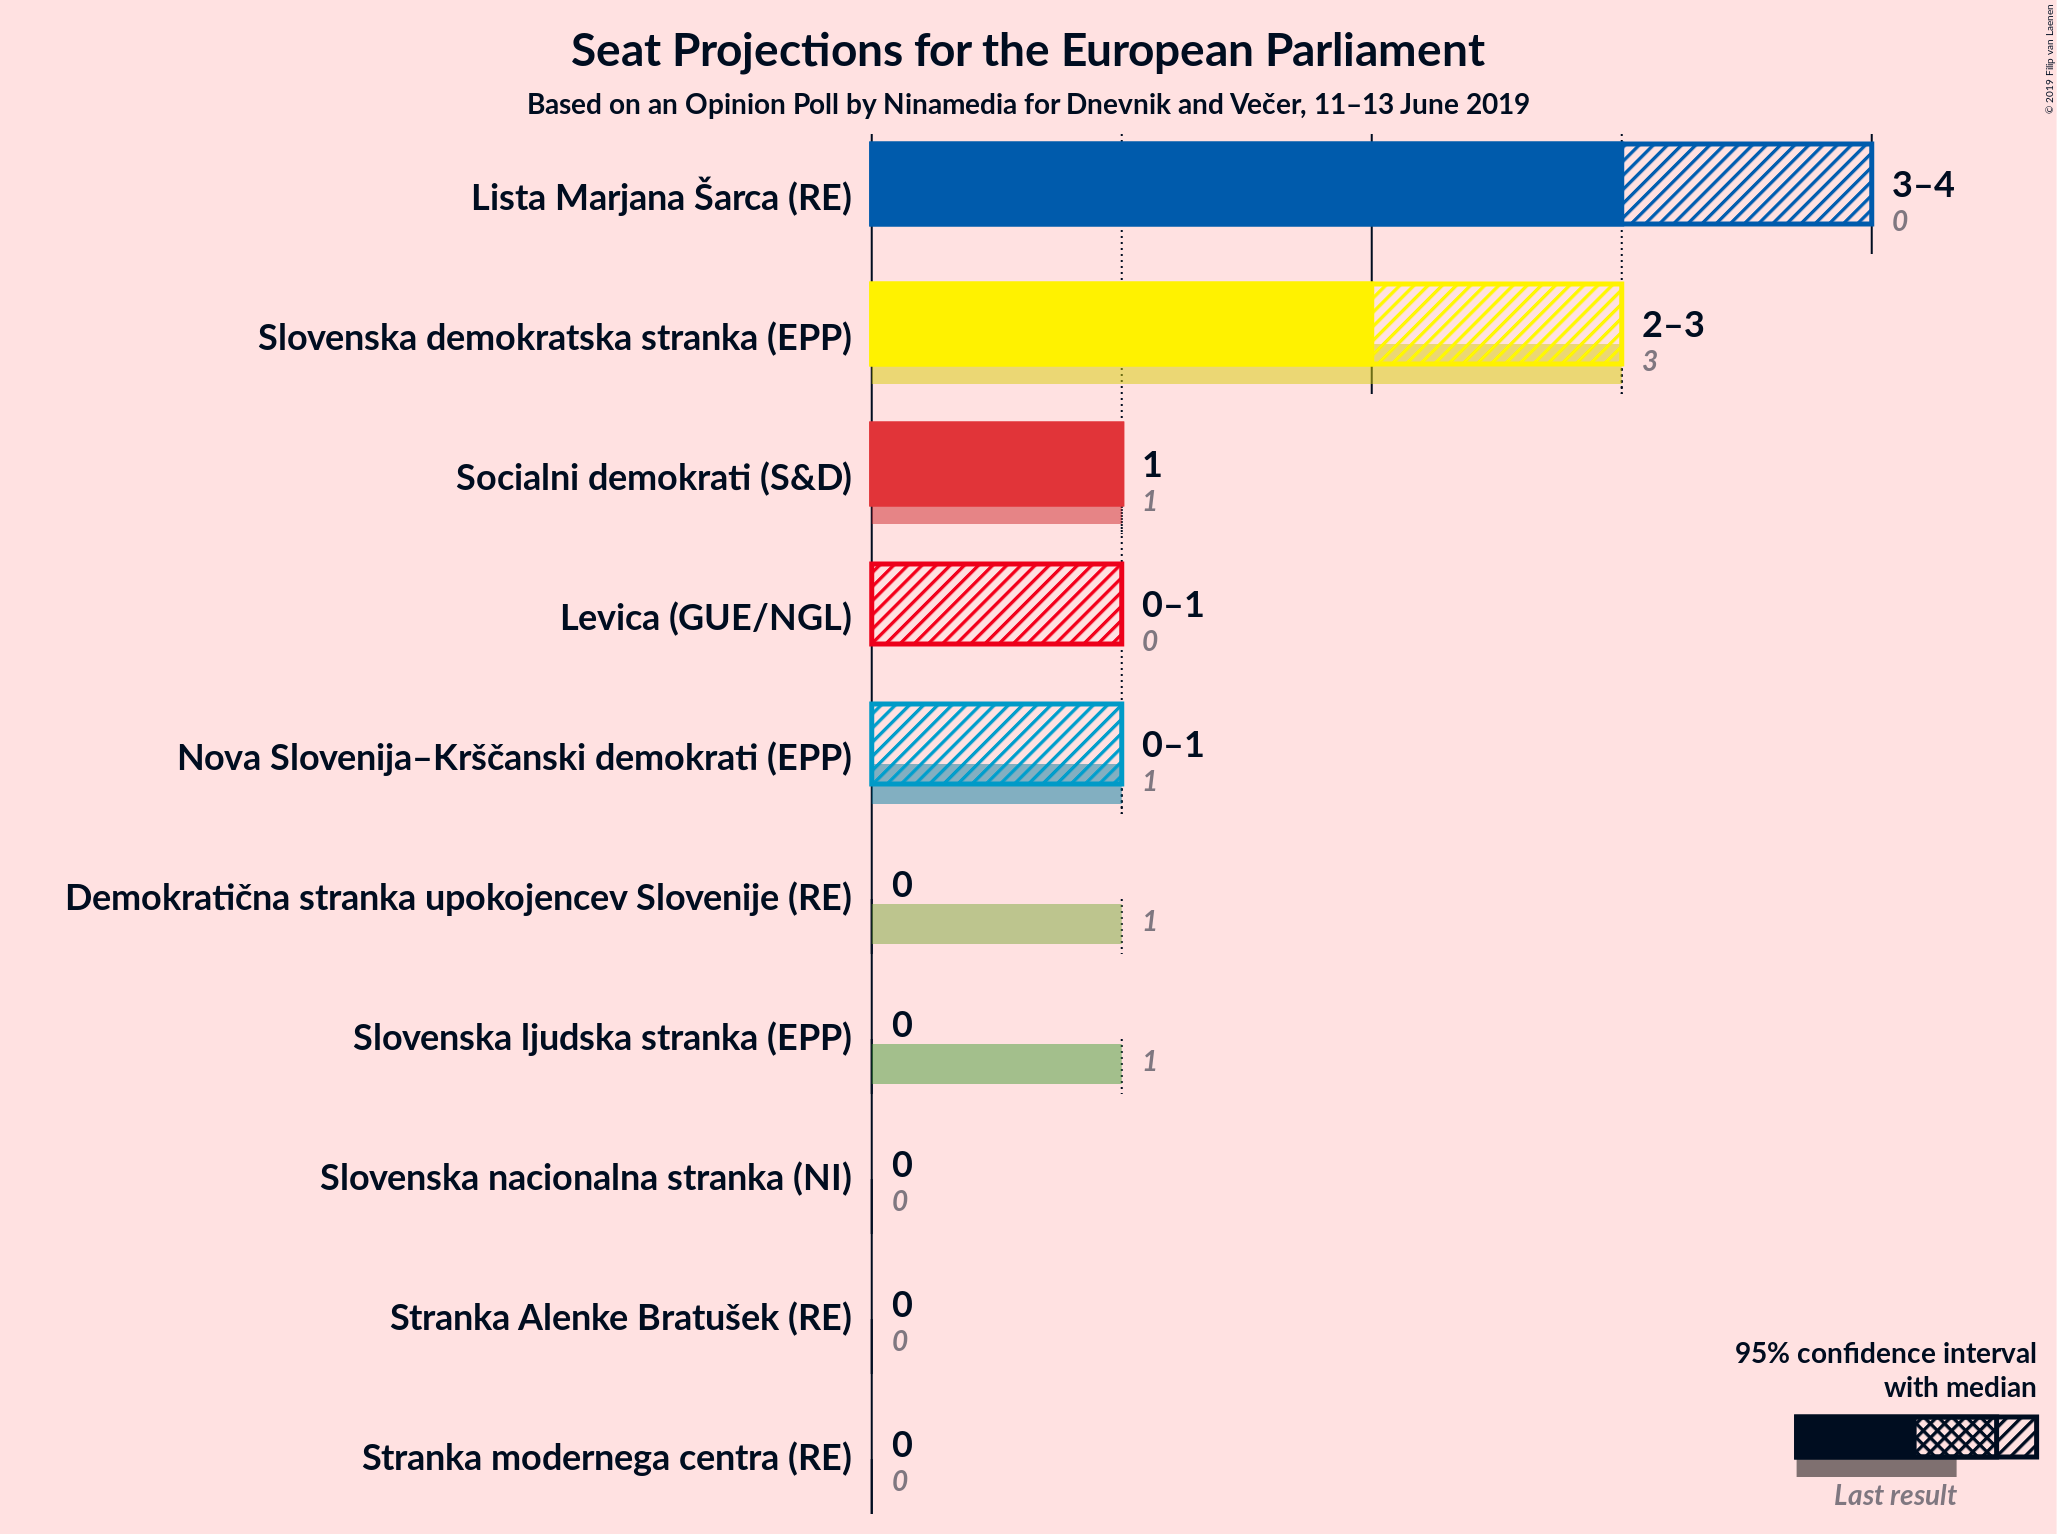 Seat Projections for the European Parliament
Based on an Opinion Poll by Ninamedia for Dnevnik and Večer, 11–13 June 2019
© 2019 Filip van Laenen
Lista Marjana Šarca (RE)
3–4
0
Slovenska demokratska stranka (EPP)
2–3
3
Socialni demokrati (S&D)
1
1
Levica (GUE/NGL)
0–1
0
Nova Slovenija–Krščanski demokrati (EPP)
0–1
1
Demokratična stranka upokojencev Slovenije (RE)
0
1
Slovenska ljudska stranka (EPP)
0
1
Slovenska nacionalna stranka (NI)
0
0
Stranka Alenke Bratušek (RE)
0
0
Stranka modernega centra (RE)
0
0
95% confidence interval
with median
Last result